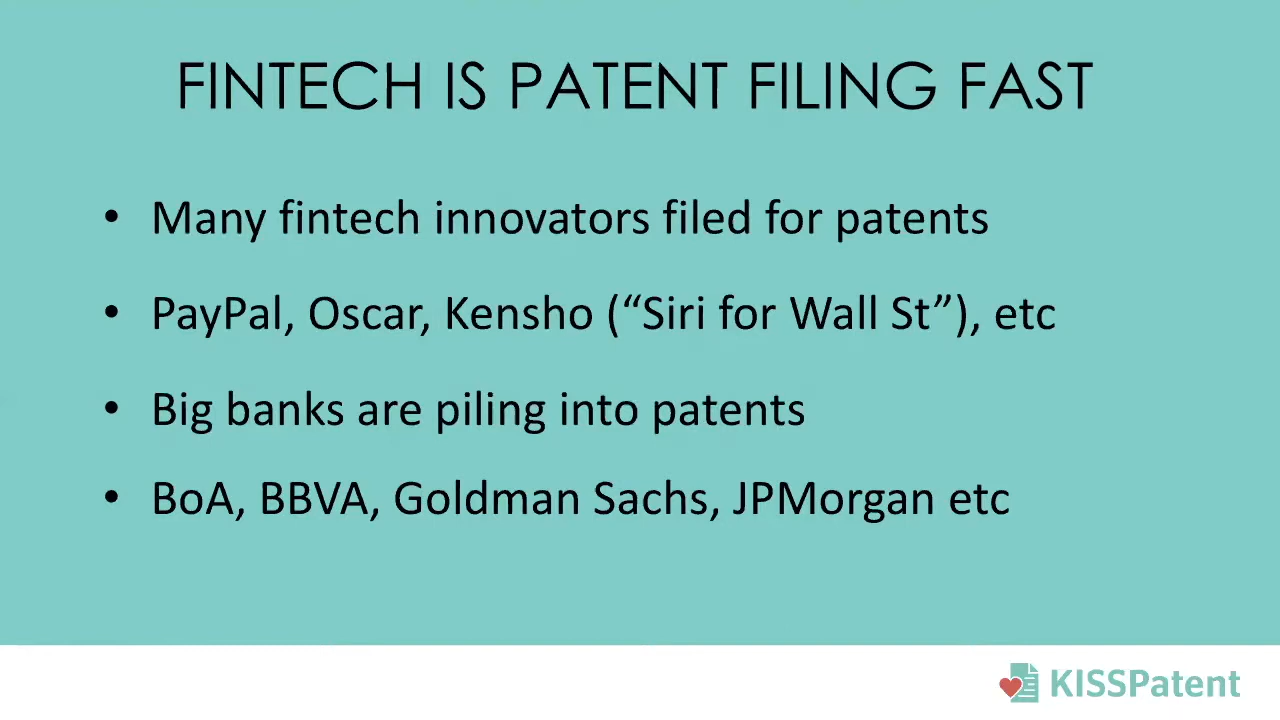 FINTECH IS PATENT FILING FAST
• Many fintech innovators filed for patents
• PayPal, Oscar, Kensho (“Siri for Wall St”), etc
• Big banks are piling into patents
• BoA, BBVA, Goldman Sachs, JPMorgan etc
KISSPatent